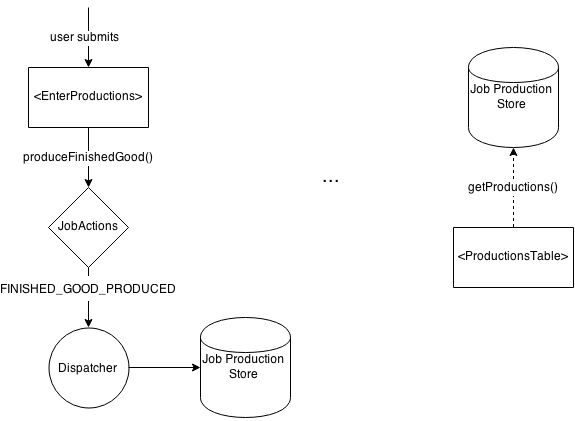 user submits
<EnterProductions>
produceFinishedGood()
JobActions
FINISHED_GOOD_PRODUCED
Dispatcher
Job Production
Store
...
Job Production
Store
getProductions()
<ProductionsTable>